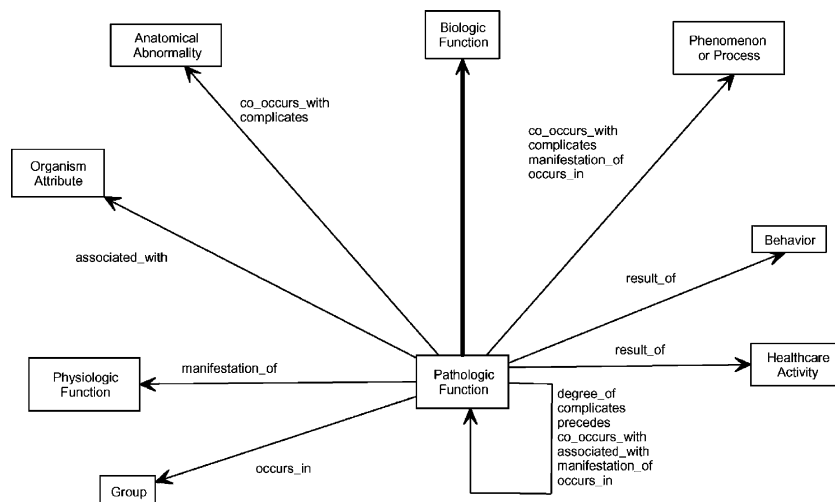 Anatomical
Abnormality
Biologic
Function
Phenomenon
or Process
co_occurs_with
complicates
co_occurs_with
complicates
manifestation_of
occurs_in
Organism
Attribute
associated_with
Behavior
result_of
Physiologic
Function
manifestation_of
Pathologic
Function
result_of
Healthcare
Activity
degree_of
complicates
precedes
co_occurs_with
associated_with
manifestation_of
occurs_in
occurs_in
Group